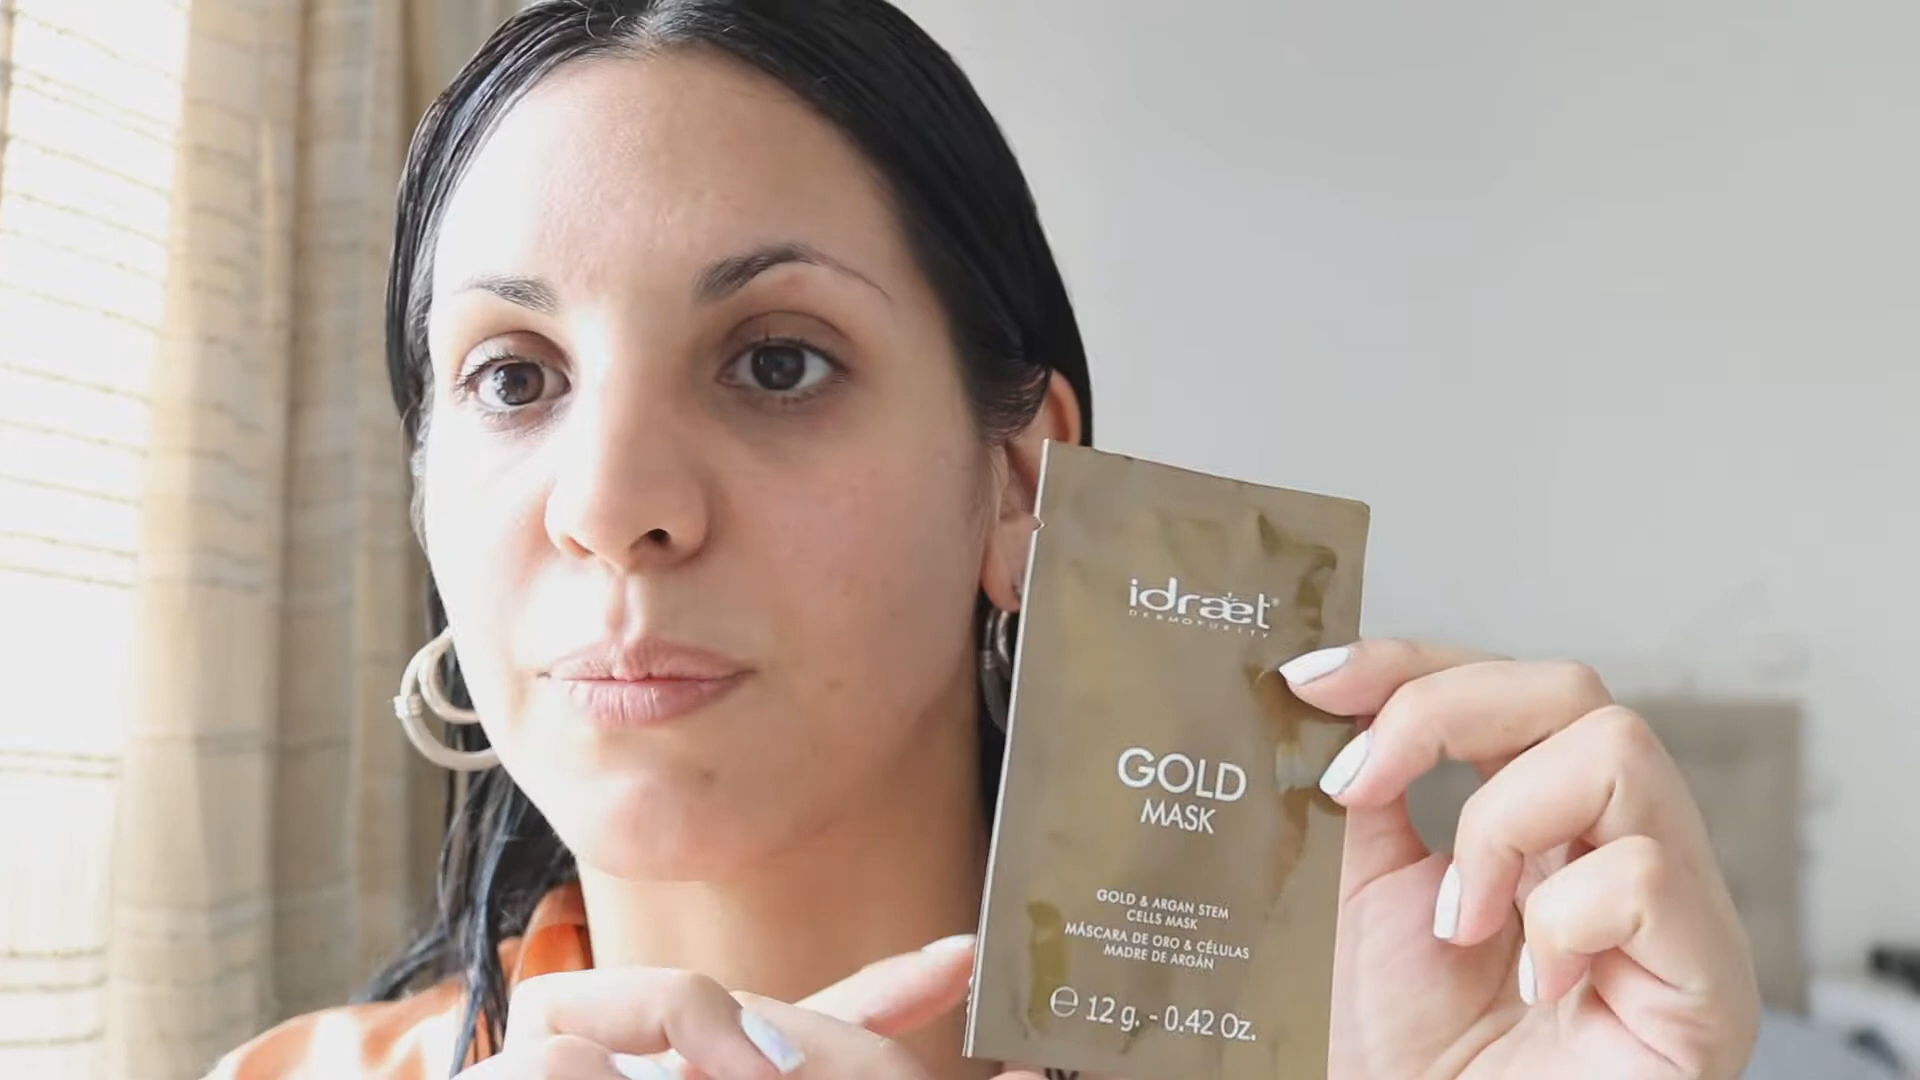 idraet®
DERMOPURITY
GOLD
MASK
GOLD & ARGAN STEM
CELLS MASK
MÁSCARA DE ORO & CÉLULAS
MADRE DE ARGÁN
℮ 12 g. - 0.42 Oz.